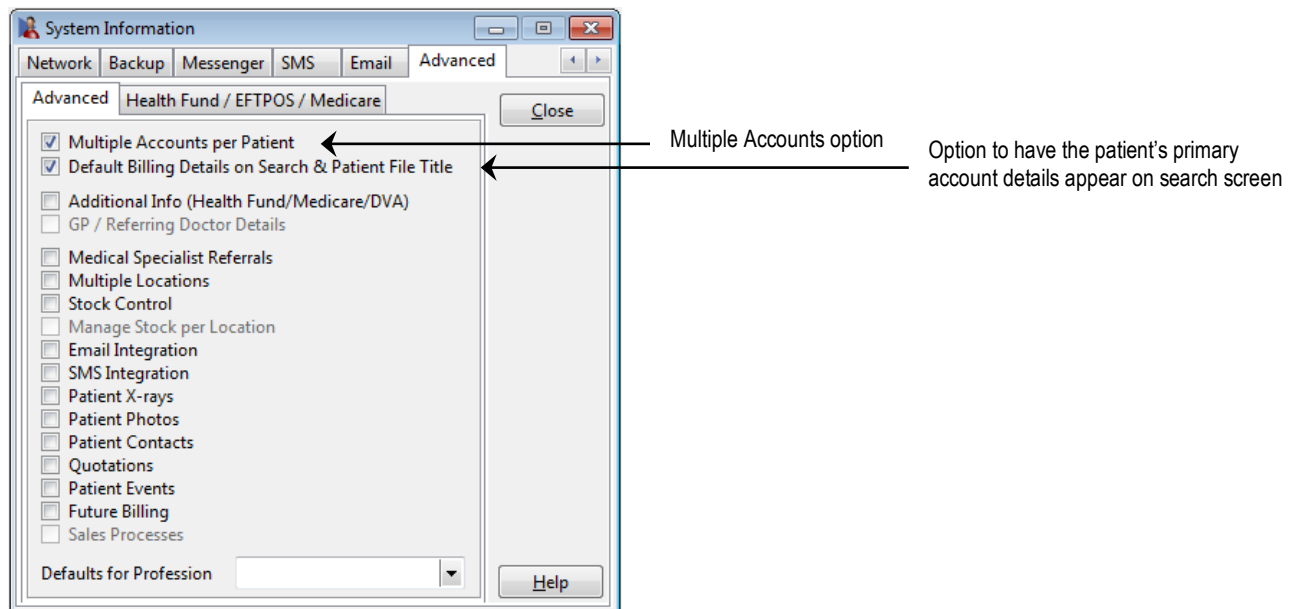 System Information
Network Backup Messenger SMS Email Advanced
Advanced Health Fund / EFTPOS / Medicare
Close
Multiple Accounts per Patient
Multiple Accounts option
Default Billing Details on Search & Patient File Title
Option to have the patient's primary
account details appear on search screen
Additional Info (Health Fund/Medicare/DVA)
GP / Referring Doctor Details
Medical Specialist Referrals
Multiple Locations
Stock Control
Manage Stock per Location
Email Integration
SMS Integration
Patient X-rays
Patient Photos
Patient Contacts
Quotations
Patient Events
Future Billing
Sales Processes
Defaults for Profession
Help